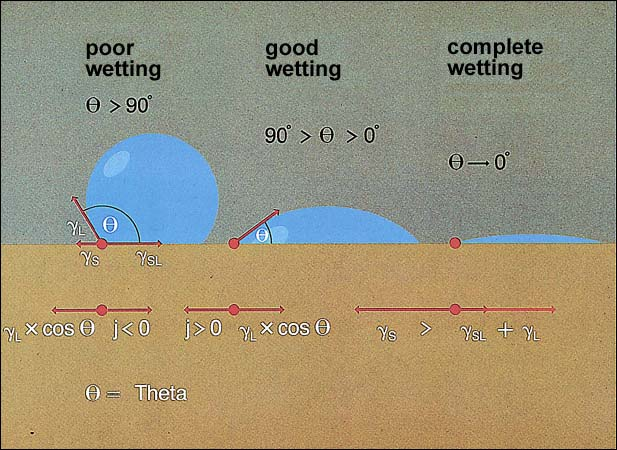 poor
wetting
good
wetting
complete
wetting
Θ > 90°
90° > Θ > 0°
Θ → 0°
γL Θ
γS γSL
Θ
γL × cos Θ j < 0
j > 0 γL × cos Θ
γS > γSL + γL
Θ = Theta